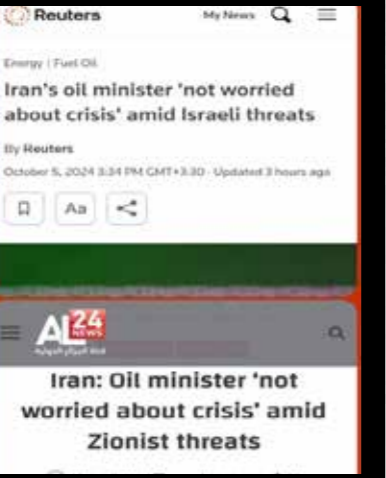 Reuters My News
Energy | Fuel Oil
Iran's oil minister 'not worried
about crisis' amid Israeli threats
By Reuters
October 5, 2024 3:34 PM GMT+3:30 · Updated 3 hours ago
Aa
AL24
NEWS
Iran: Oil minister 'not
worried about crisis' amid
Zionist threats